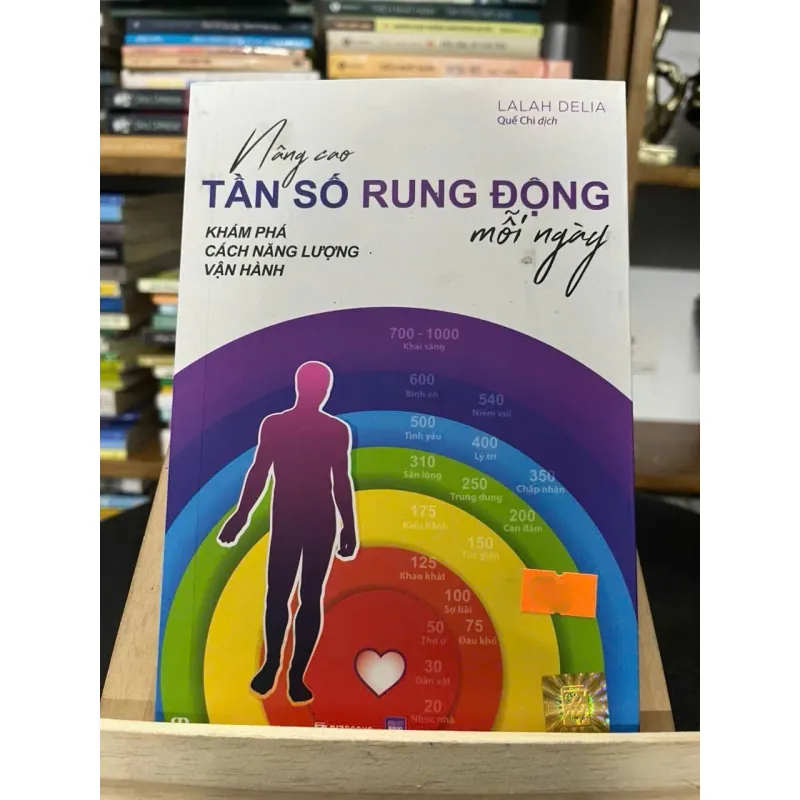 LALAH DELIA
Quế Chi dịch
Nâng cao
TẦN SỐ RUNG ĐỘNG
mỗi ngày
KHÁM PHÁ
CÁCH NĂNG LƯỢNG
VẬN HÀNH
700 - 1000
Khai sáng
600
Bình an
540
Niềm vui
500
Tình yêu
400
Lý trí
350
Chấp nhận
310
Sẵn lòng
250
Trung dung
200
Can đảm
175
Kiêu hãnh
150
Tức giận
125
Khao khát
100
Sợ hãi
75
Đau khổ
50
Thờ ơ
30
Dằn vặt
20
Nhục nhã